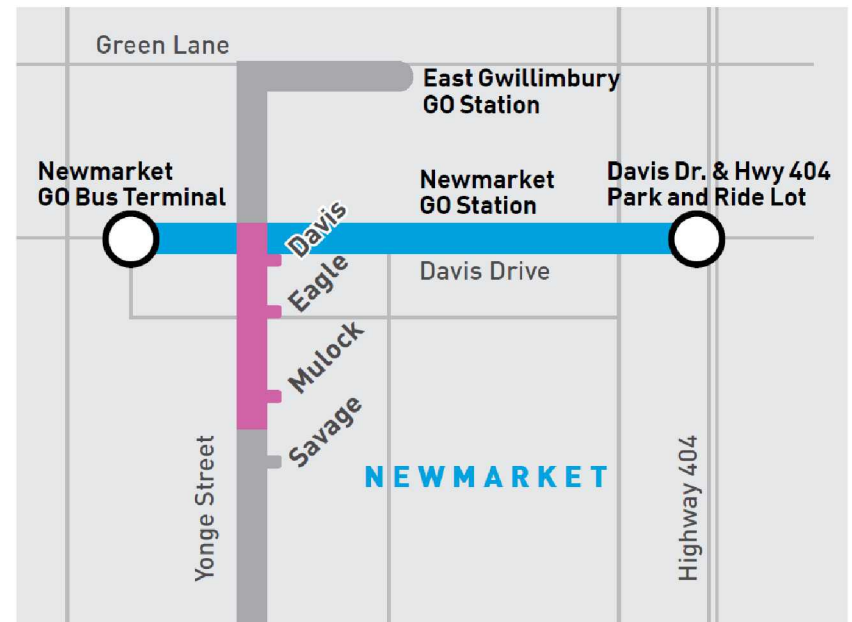 Green Lane
East Gwillimbury
GO Station
Newmarket
GO Bus Terminal
Newmarket
GO Station
Davis Dr. & Hwy 404
Park and Ride Lot
Davis
Eagle
Davis Drive
Mulock
Savage
NEWMARKET
Yonge Street
Highway 404